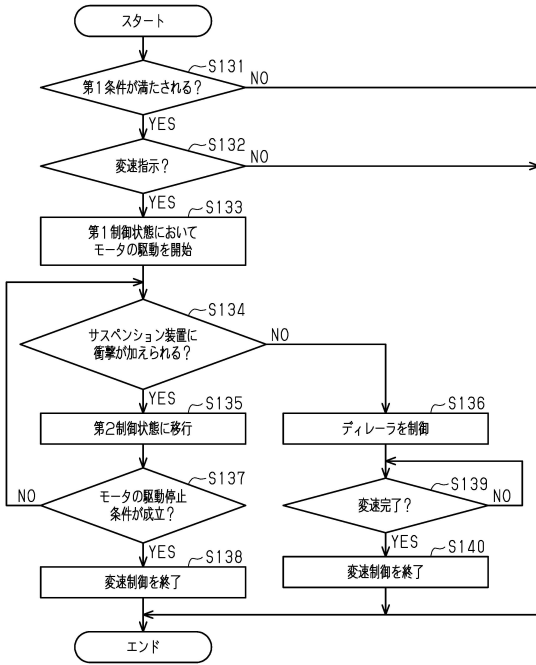 スタート
S131
第1条件が満たされる?
NO
YES
S132
変速指示?
NO
YES
S133
第1制御状態において
モータの駆動を開始
S134
サスペンション装置に
衝撃が加えられる?
NO
YES
S135
第2制御状態に移行
S136
ディレーラを制御
S137
モータの駆動停止
条件が成立?
NO
YES
S139
変速完了?
NO
YES
S138
変速制御を終了
S140
変速制御を終了
エンド